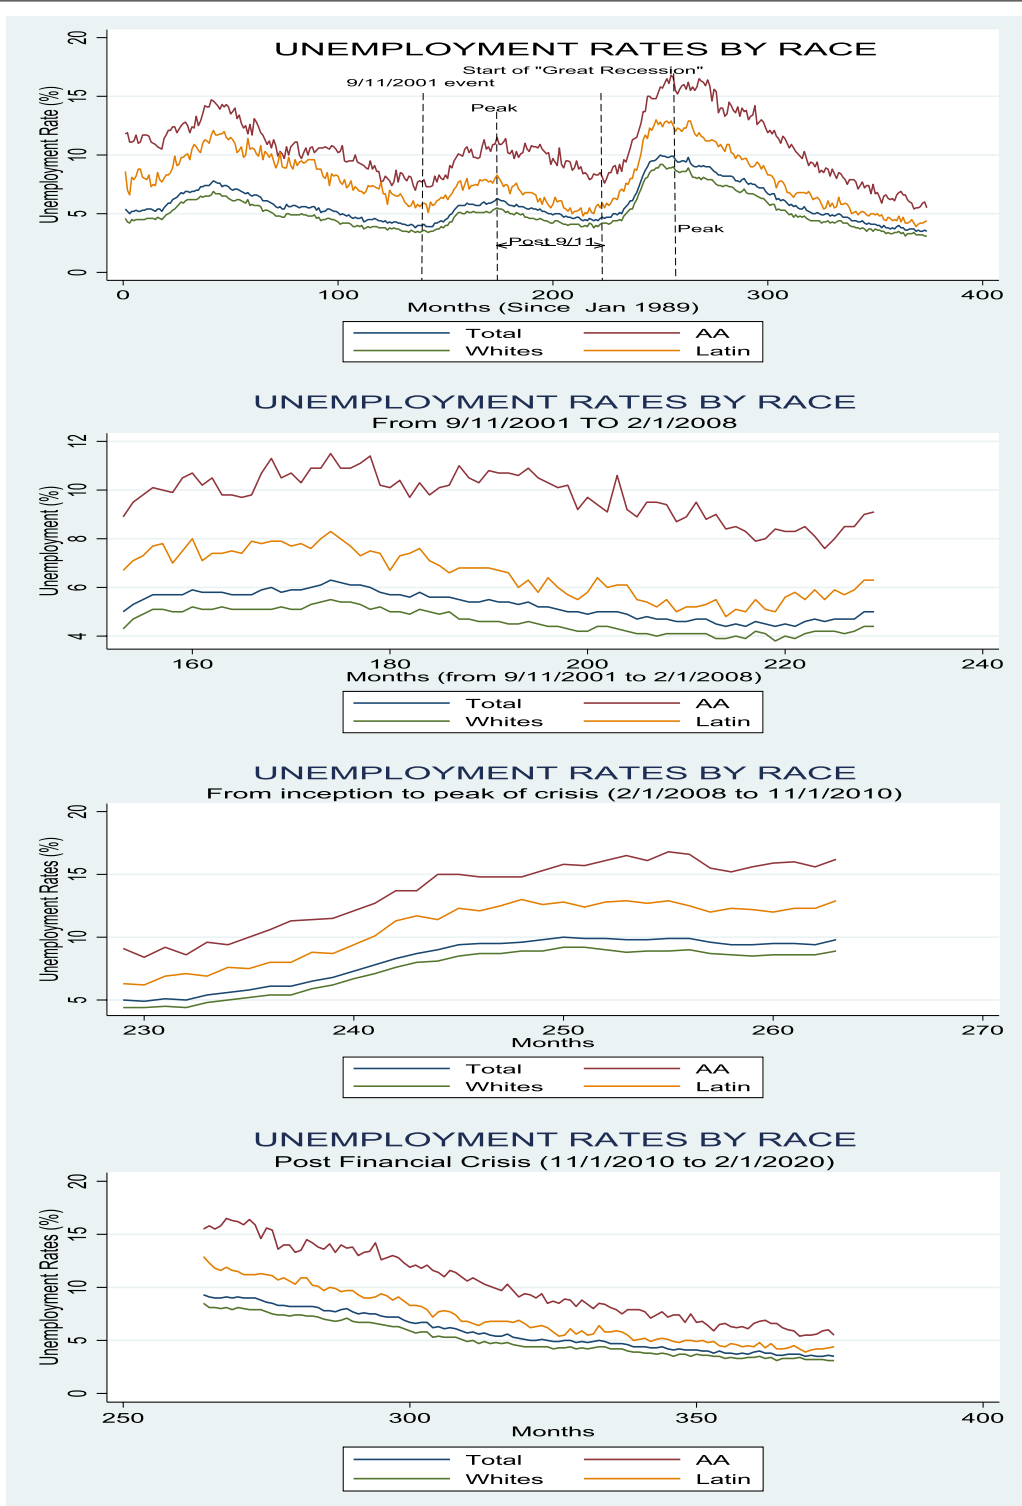 UNEMPLOYMENT RATES BY RACE
Start of "Great Recession"
9/11/2001 event
Peak
Peak
Post 9/11
Unemployment Rate (%)
20
15
10
5
0
0 100 200 300 400
Months (Since Jan 1989)
Total AA
Whites Latin
UNEMPLOYMENT RATES BY RACE
From 9/11/2001 TO 2/1/2008
Unemployment (%)
12
10
8
6
4
160 180 200 220 240
Months (from 9/11/2001 to 2/1/2008)
Total AA
Whites Latin
UNEMPLOYMENT RATES BY RACE
From inception to peak of crisis (2/1/2008 to 11/1/2010)
Unemployment Rates (%)
20
15
10
5
230 240 250 260 270
Months
Total AA
Whites Latin
UNEMPLOYMENT RATES BY RACE
Post Financial Crisis (11/1/2010 to 2/1/2020)
Unemployment Rates (%)
20
15
10
5
0
250 300 350 400
Months
Total AA
Whites Latin